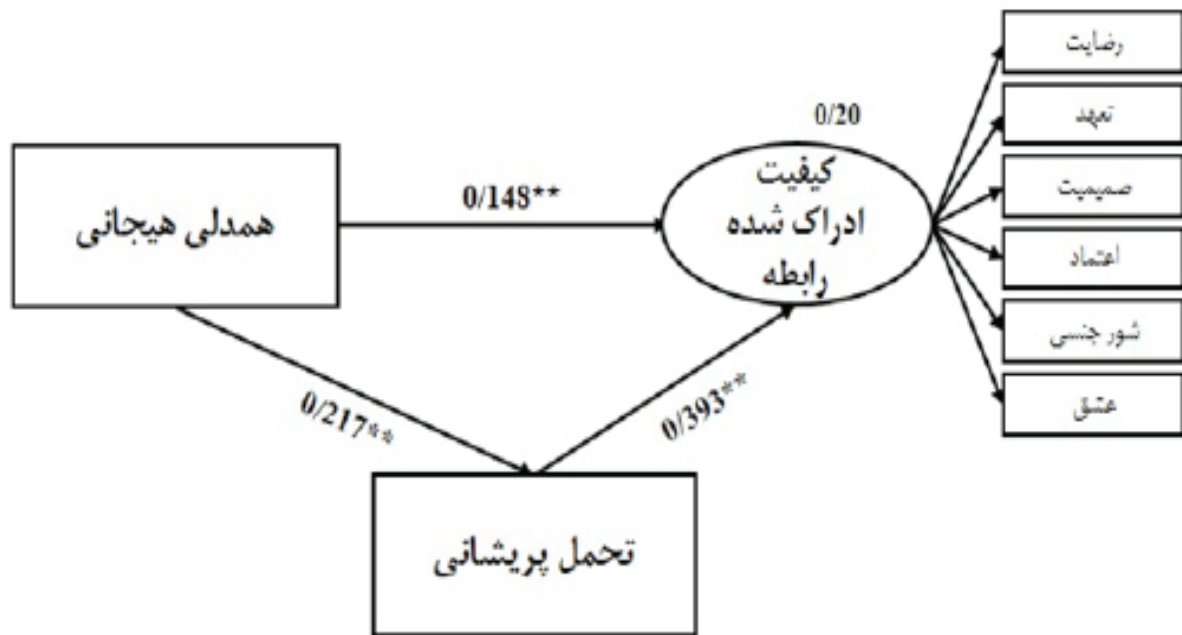 رضایت
تعهد
صمیمیت
اعتماد
شور جنسی
عشق
0/20
کیفیت
ادراک شده
رابطه
0/148**
همدلی هیجانی
0/217**
0/393**
تحمل پریشانی